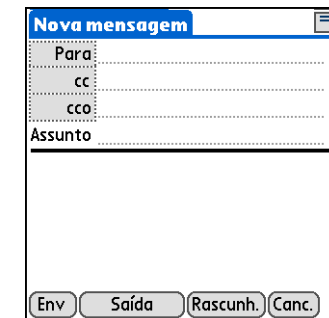 Nova mensagem
Para:
cc:
cco:
Assunto
Env Saída Rascunh. Canc.